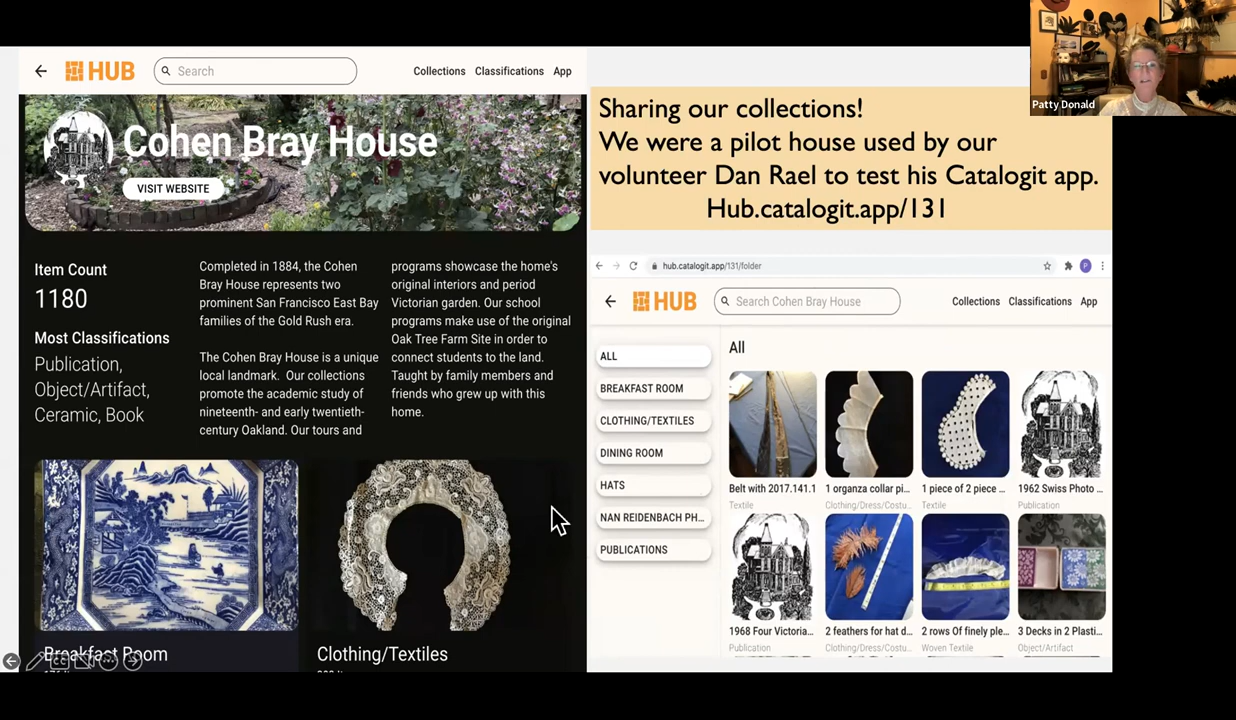 HUB
Search
Collections Classifications App
Cohen Bray House
VISIT WEBSITE
Item Count
1180
Most Classifications
Publication,
Object/Artifact,
Ceramic, Book
Completed in 1884, the Cohen
Bray House represents two
prominent San Francisco East Bay
families of the Gold Rush era.
The Cohen Bray House is a unique
local landmark. Our collections
promote the academic study of
nineteenth- and early twentieth-
century Oakland. Our tours and
programs showcase the home's
original interiors and period
Victorian garden. Our school
programs make use of the original
Oak Tree Farm Site in order to
connect students to the land.
Taught by family members and
friends who grew up with this
home.
Breakfast Room
Clothing/Textiles
Sharing our collections!
We were a pilot house used by our
volunteer Dan Rael to test his Catalogit app.
Hub.catalogit.app/131
Patty Donald
hub.catalogit.app/131/folder
P
HUB
Search Cohen Bray House
Collections Classifications App
ALL
BREAKFAST ROOM
CLOTHING/TEXTILES
DINING ROOM
HATS
NAN REIDENBACH PH...
PUBLICATIONS
All
Belt with 2017.141.1
Textile
1 organza collar pi...
Clothing/Dress/Costu...
1 piece of 2 piece ...
Clothing/Dress/Costu...
1962 Swiss Photo ...
Publication
1968 Four Victoria...
Publication
2 feathers for hat d...
Clothing/Dress/Costu...
2 rows Of finely ple...
Woven Textile
3 Decks in 2 Plasti...
Object/Artifact
CC